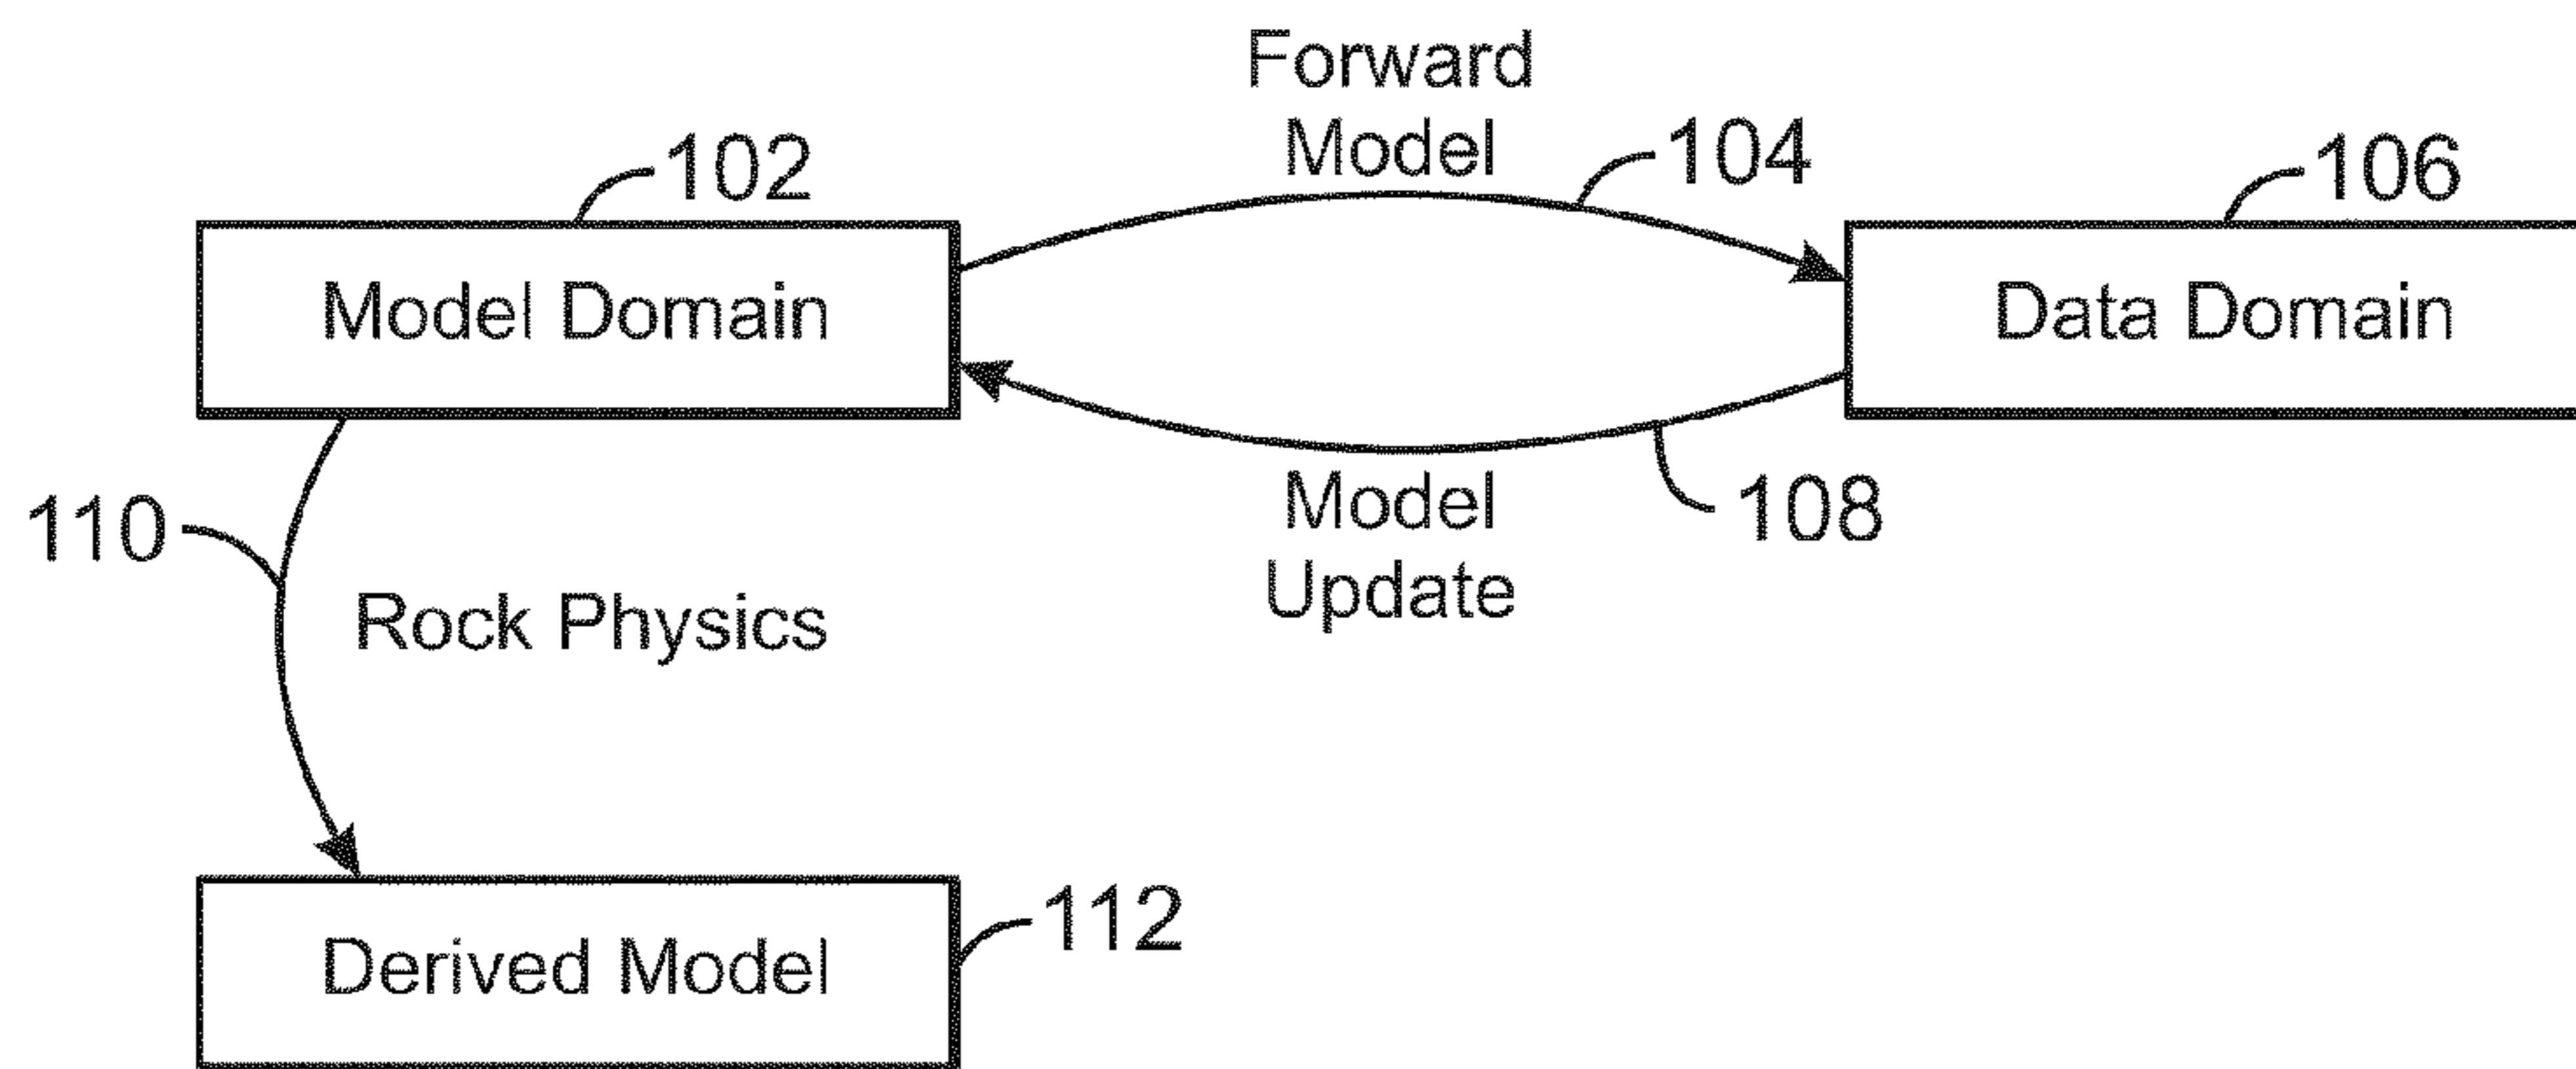 Forward
Model
102
104
106
Model Domain
Data Domain
Model
Update
108
110
Rock Physics
Derived Model
112